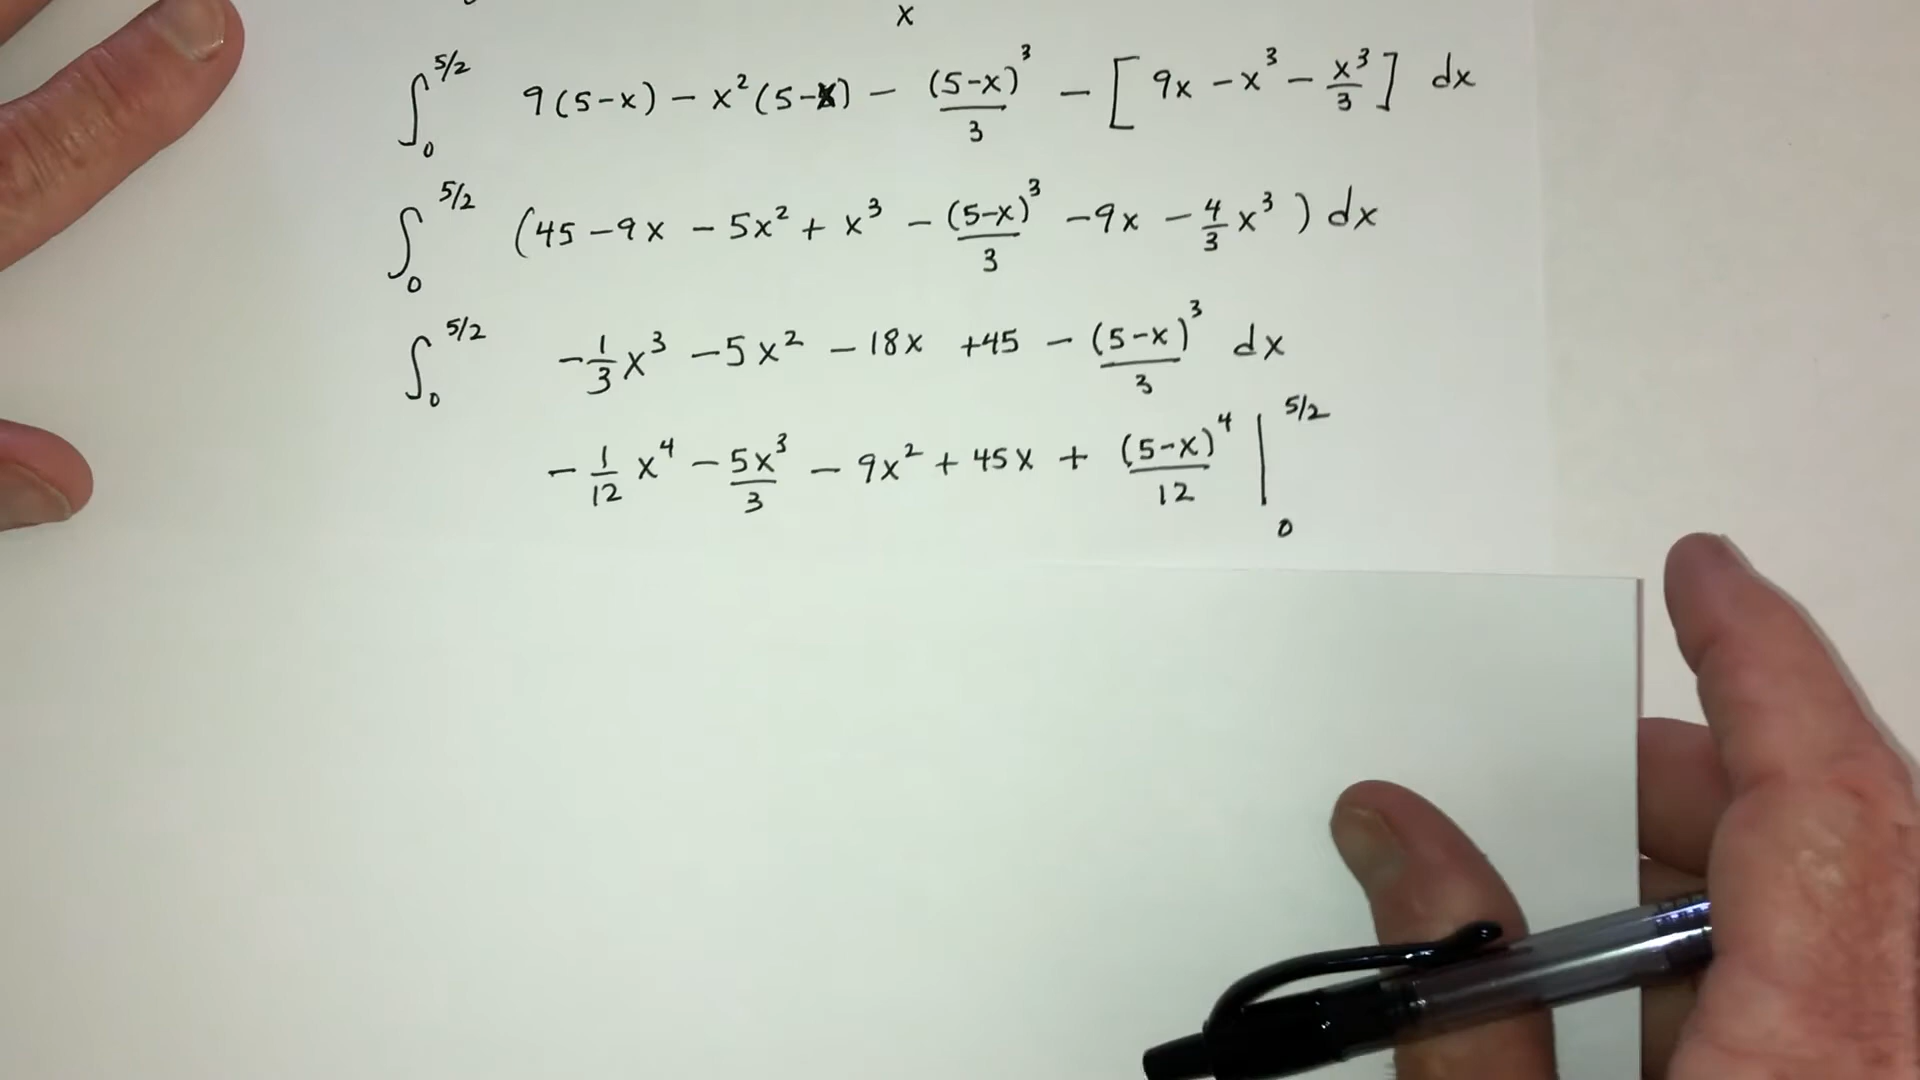 x
∫₀^{5/2} 9(5-x) - x²(5-x) - (5-x)³/3 - [9x - x³ - x³/3] dx
∫₀^{5/2} (45 - 9x - 5x² + x³ - (5-x)³/3 - 9x - 4/3 x³) dx
∫₀^{5/2} -1/3 x³ - 5x² - 18x + 45 - (5-x)³/3 dx
-1/12 x⁴ - 5x³/3 - 9x² + 45x + (5-x)⁴/12 |₀^{5/2}